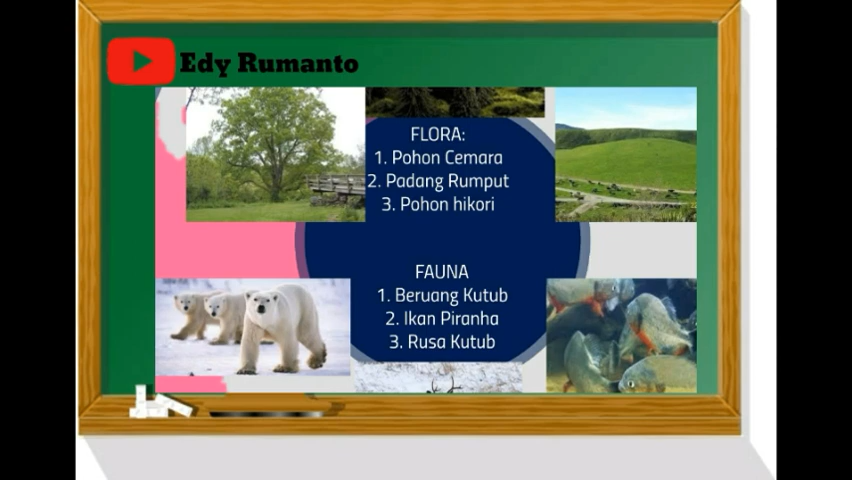 Edy Rumanto
FLORA:
1. Pohon Cemara
2. Padang Rumput
3. Pohon hikori
FAUNA
1. Beruang Kutub
2. Ikan Piranha
3. Rusa Kutub